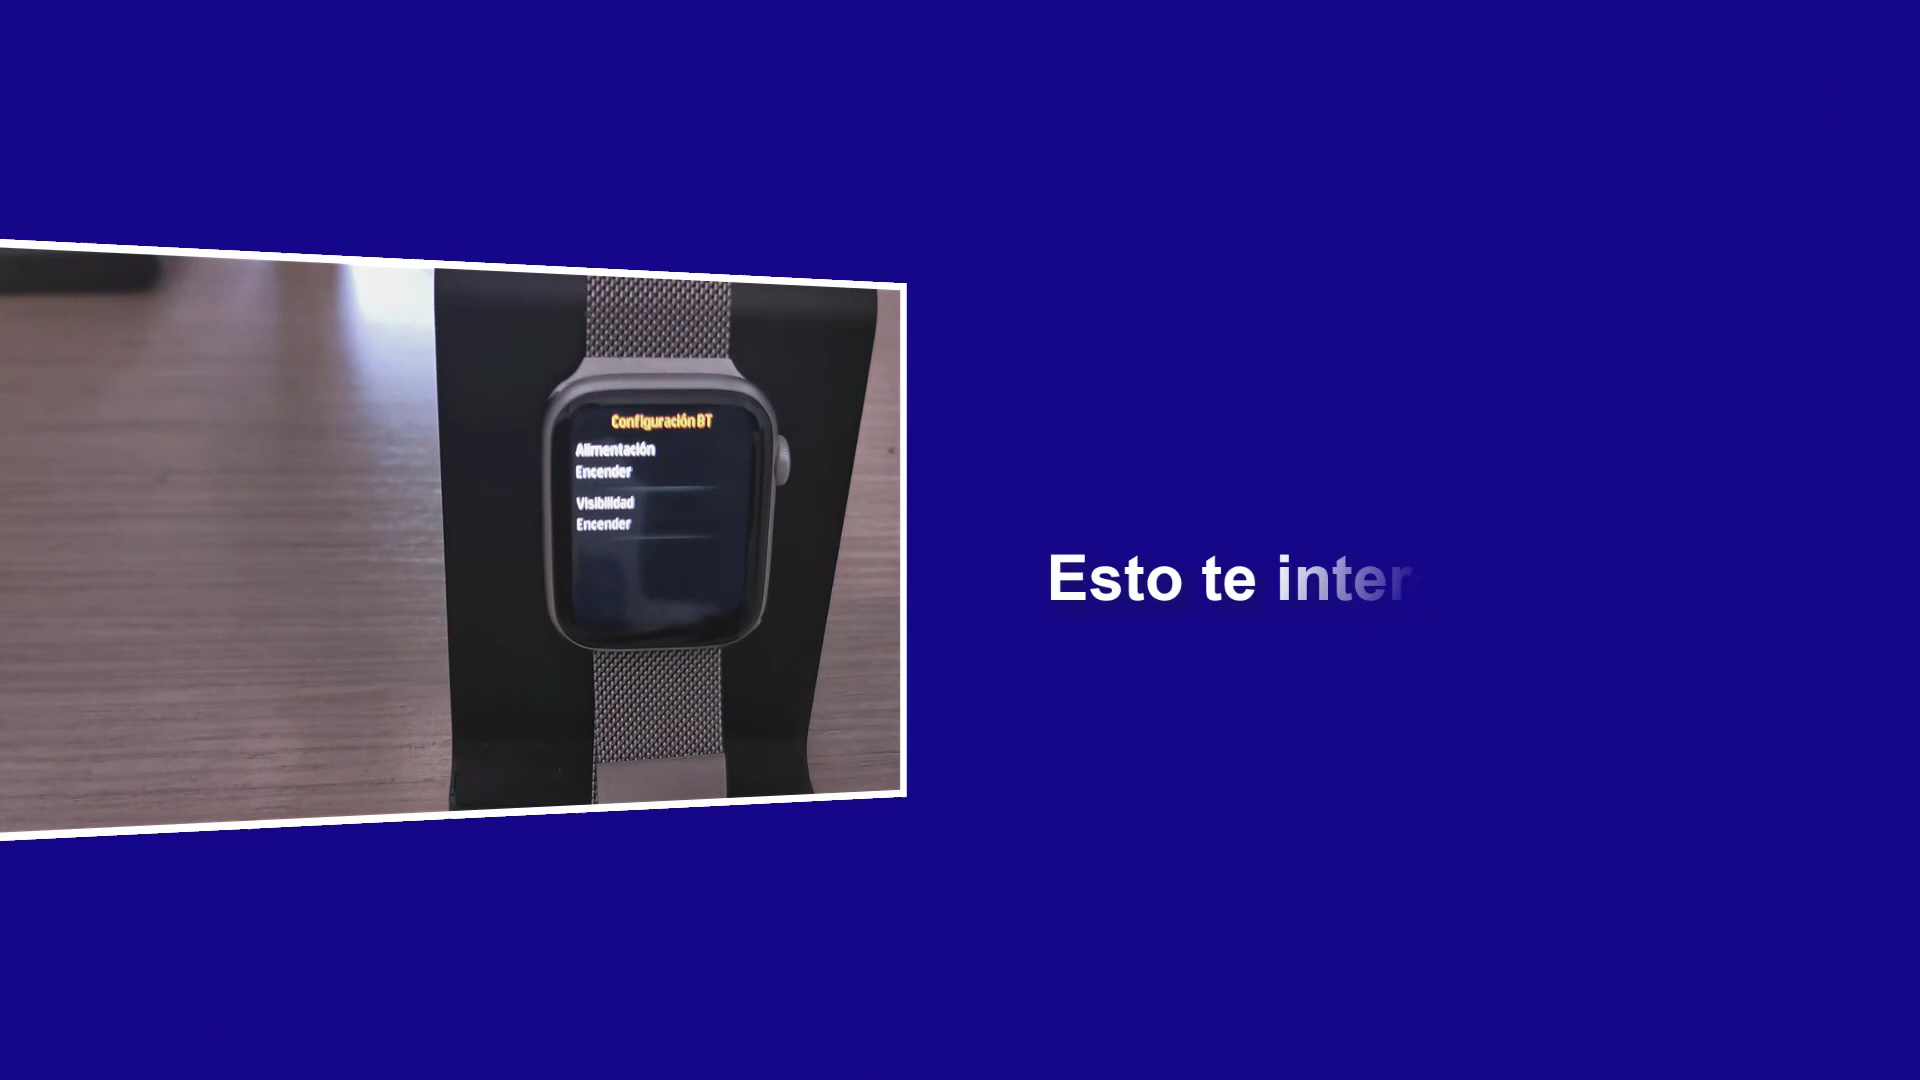 Configuración BT
Alimentación
Encender
Visibilidad
Encender
Esto te inter